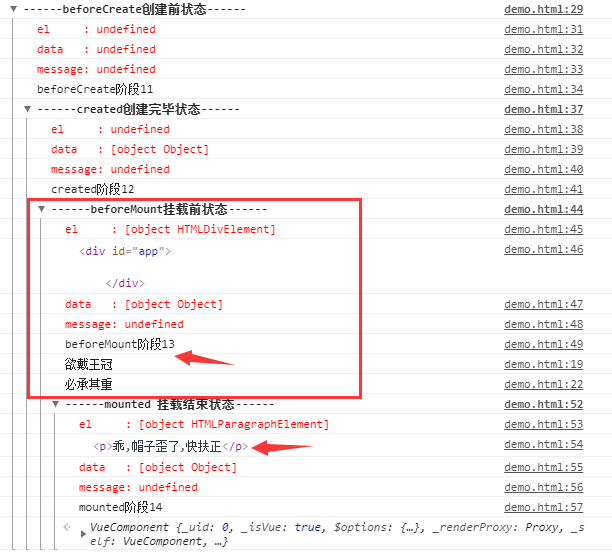 ------beforeCreate创建前状态------ demo.html:29
el : undefined demo.html:31
data : undefined demo.html:32
message: undefined demo.html:33
beforeCreate阶段11 demo.html:34
------created创建完毕状态------ demo.html:37
el : undefined demo.html:38
data : [object Object] demo.html:39
message: undefined demo.html:40
created阶段12 demo.html:41
------beforeMount挂载前状态------ demo.html:44
el : [object HTMLDivElement] demo.html:45
<div id="app"> demo.html:46
</div>
data : [object Object] demo.html:47
message: undefined demo.html:48
beforeMount阶段13 demo.html:49
欲戴王冠 demo.html:19
必承其重 demo.html:22
------mounted 挂载结束状态------ demo.html:52
el : [object HTMLParagraphElement] demo.html:53
<p>乖,帽子歪了,快扶正</p> demo.html:54
data : [object Object] demo.html:55
message: undefined demo.html:56
mounted阶段14 demo.html:57
VueComponent {_uid: 0, _isVue: true, $options: {…}, _renderProxy: Proxy, _s
elf: VueComponent, …}